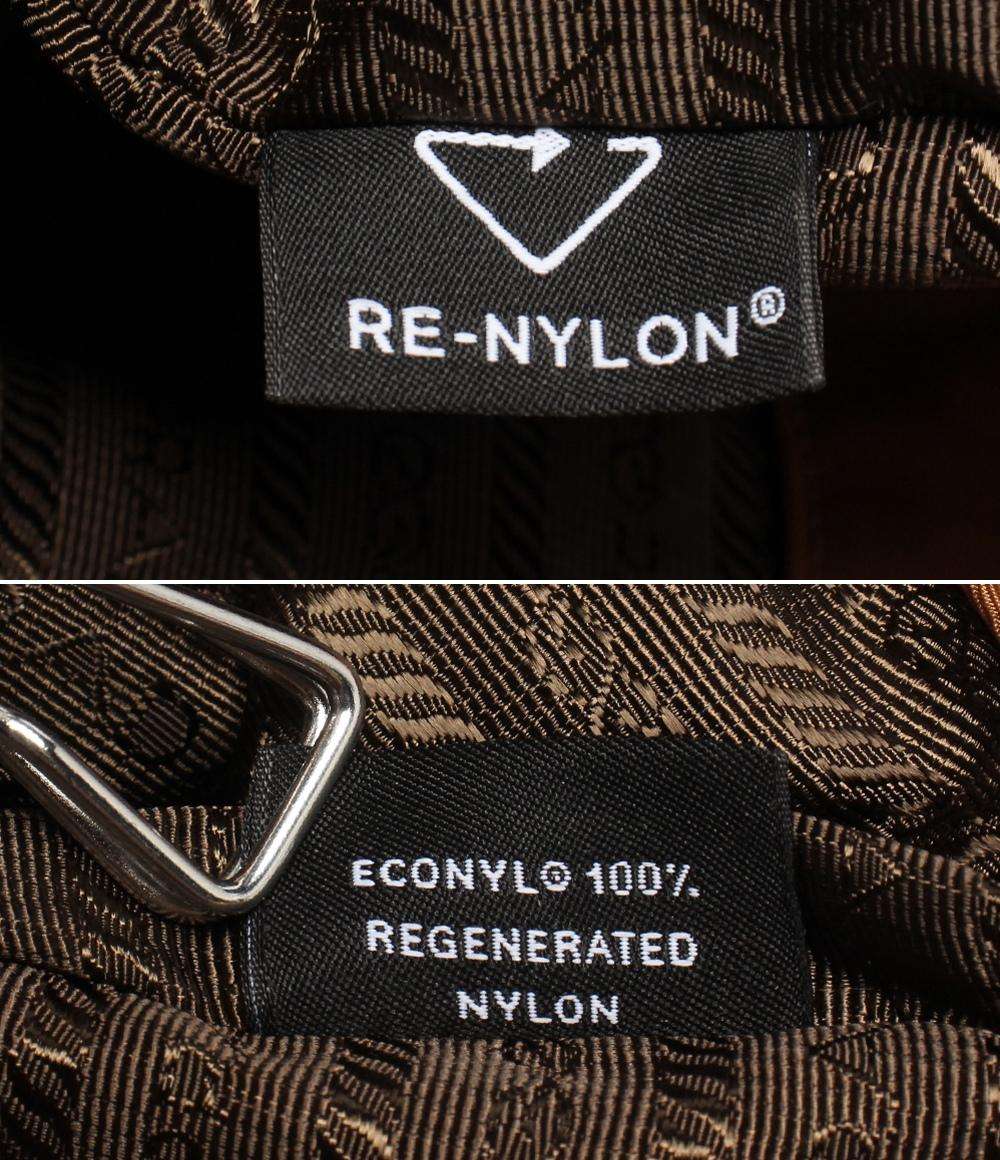 RE-NYLON®
ECONYL® 100%
REGENERATED
NYLON